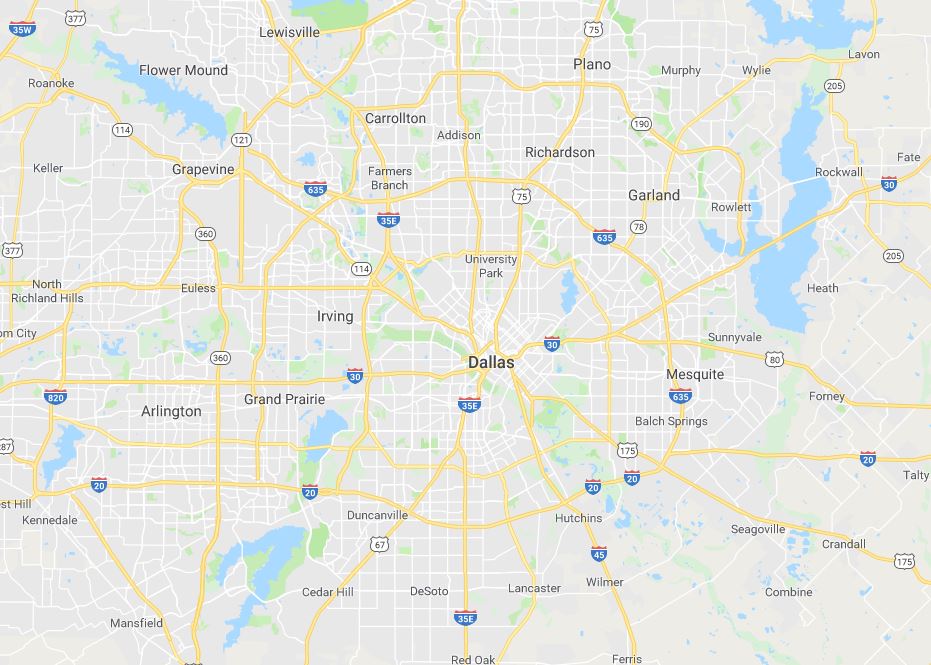 377
35W
Lewisville
75
Plano
Lavon
Flower Mound
Murphy
Wylie
Roanoke
205
Carrollton
114
190
Addison
121
Richardson
Keller
Grapevine
Farmers
Branch
Fate
Rockwall
30
635
75
Garland
Rowlett
35E
78
360
635
377
114
University
Park
205
North
Richland Hills
Euless
Heath
Irving
om City
Sunnyvale
30
360
Dallas
80
30
Mesquite
820
635
Forney
Grand Prairie
35E
Arlington
Balch Springs
287
175
20
Talty
20
20
20
20
st Hill
Kennedale
Duncanville
Hutchins
Seagoville
67
Crandall
45
175
Cedar Hill
DeSoto
Lancaster
Wilmer
Combine
Mansfield
35E
Red Oak
Ferris